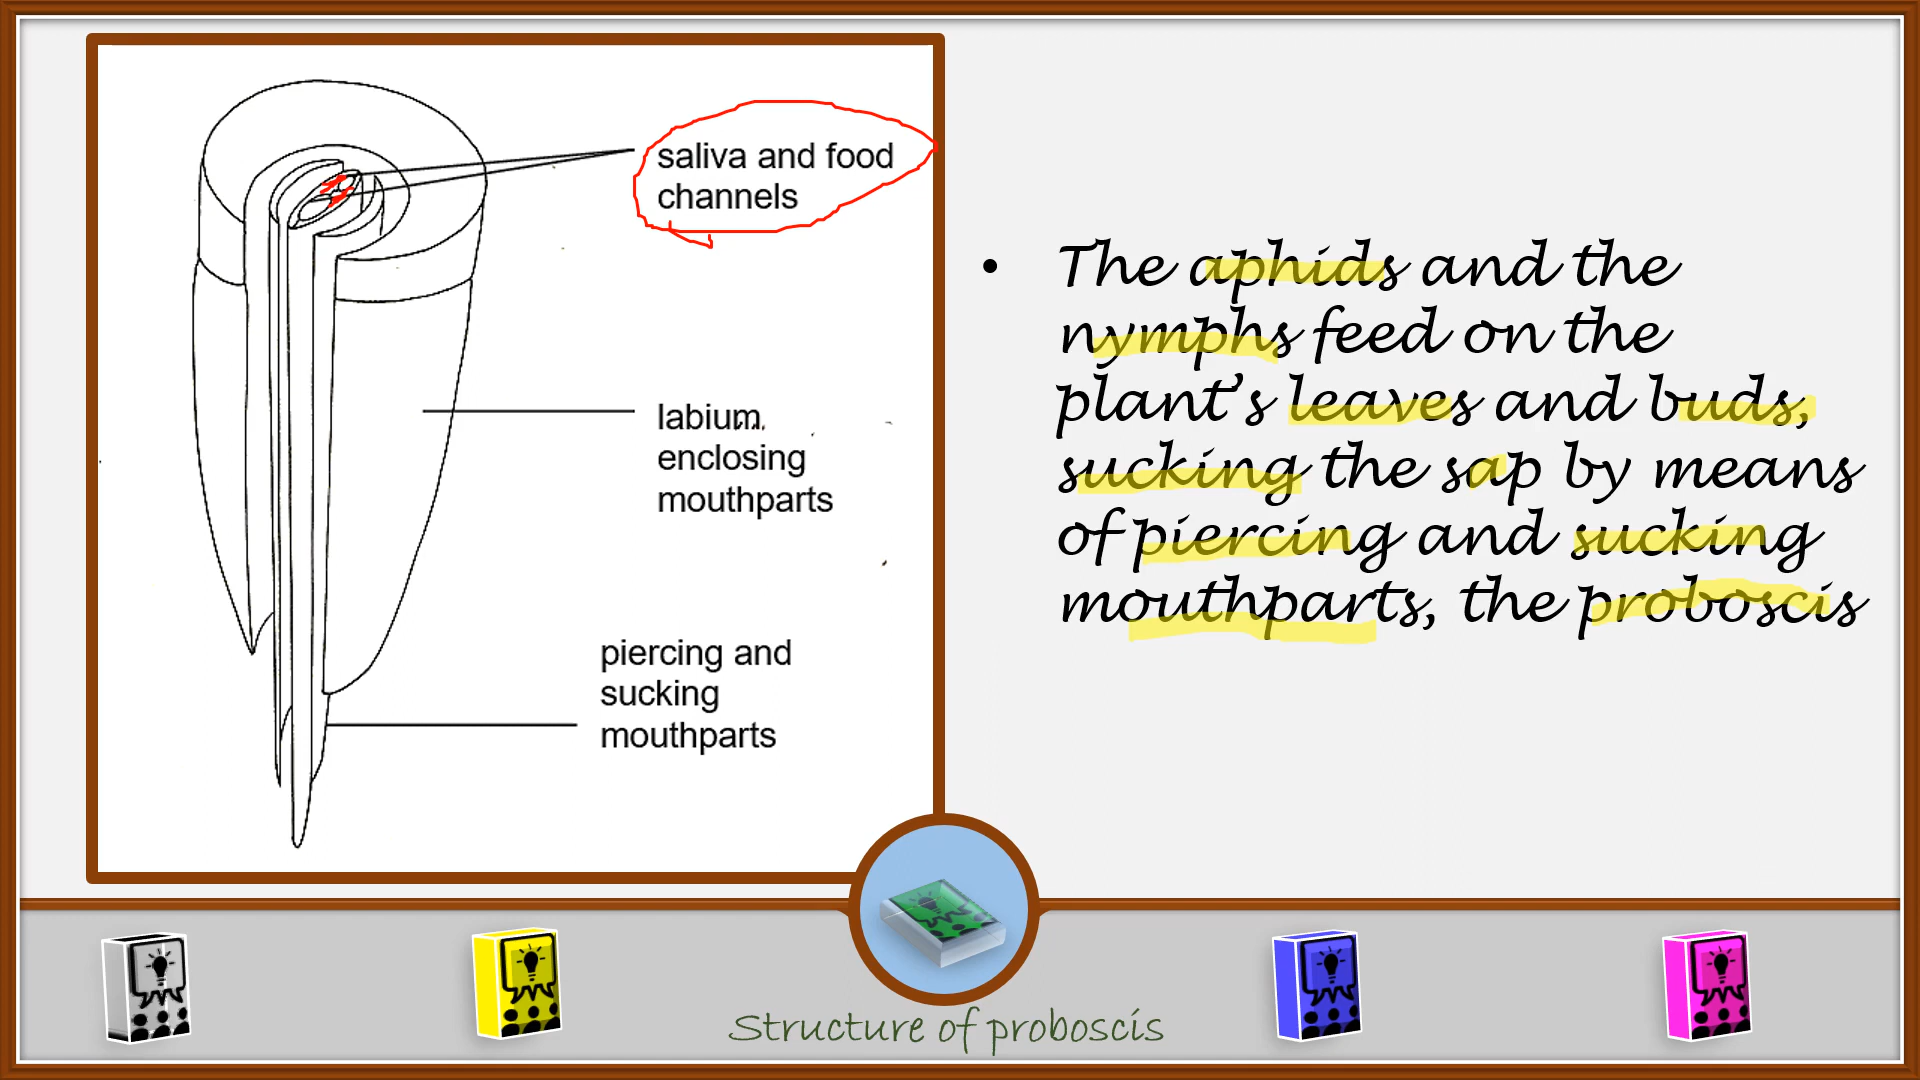 saliva and food
channels
labium
enclosing
mouthparts
piercing and
sucking
mouthparts
• The aphids and the
nymphs feed on the
plant's leaves and buds,
sucking the sap by means
of piercing and sucking
mouthparts, the proboscis
Structure of proboscis